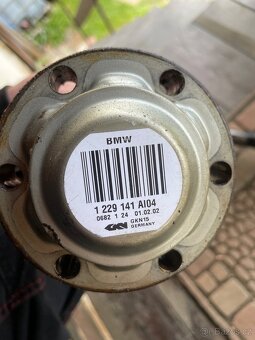 BMW
1 229 141 AI04
0682 1 24 01.02.02
GKN
GKN15
GERMANY